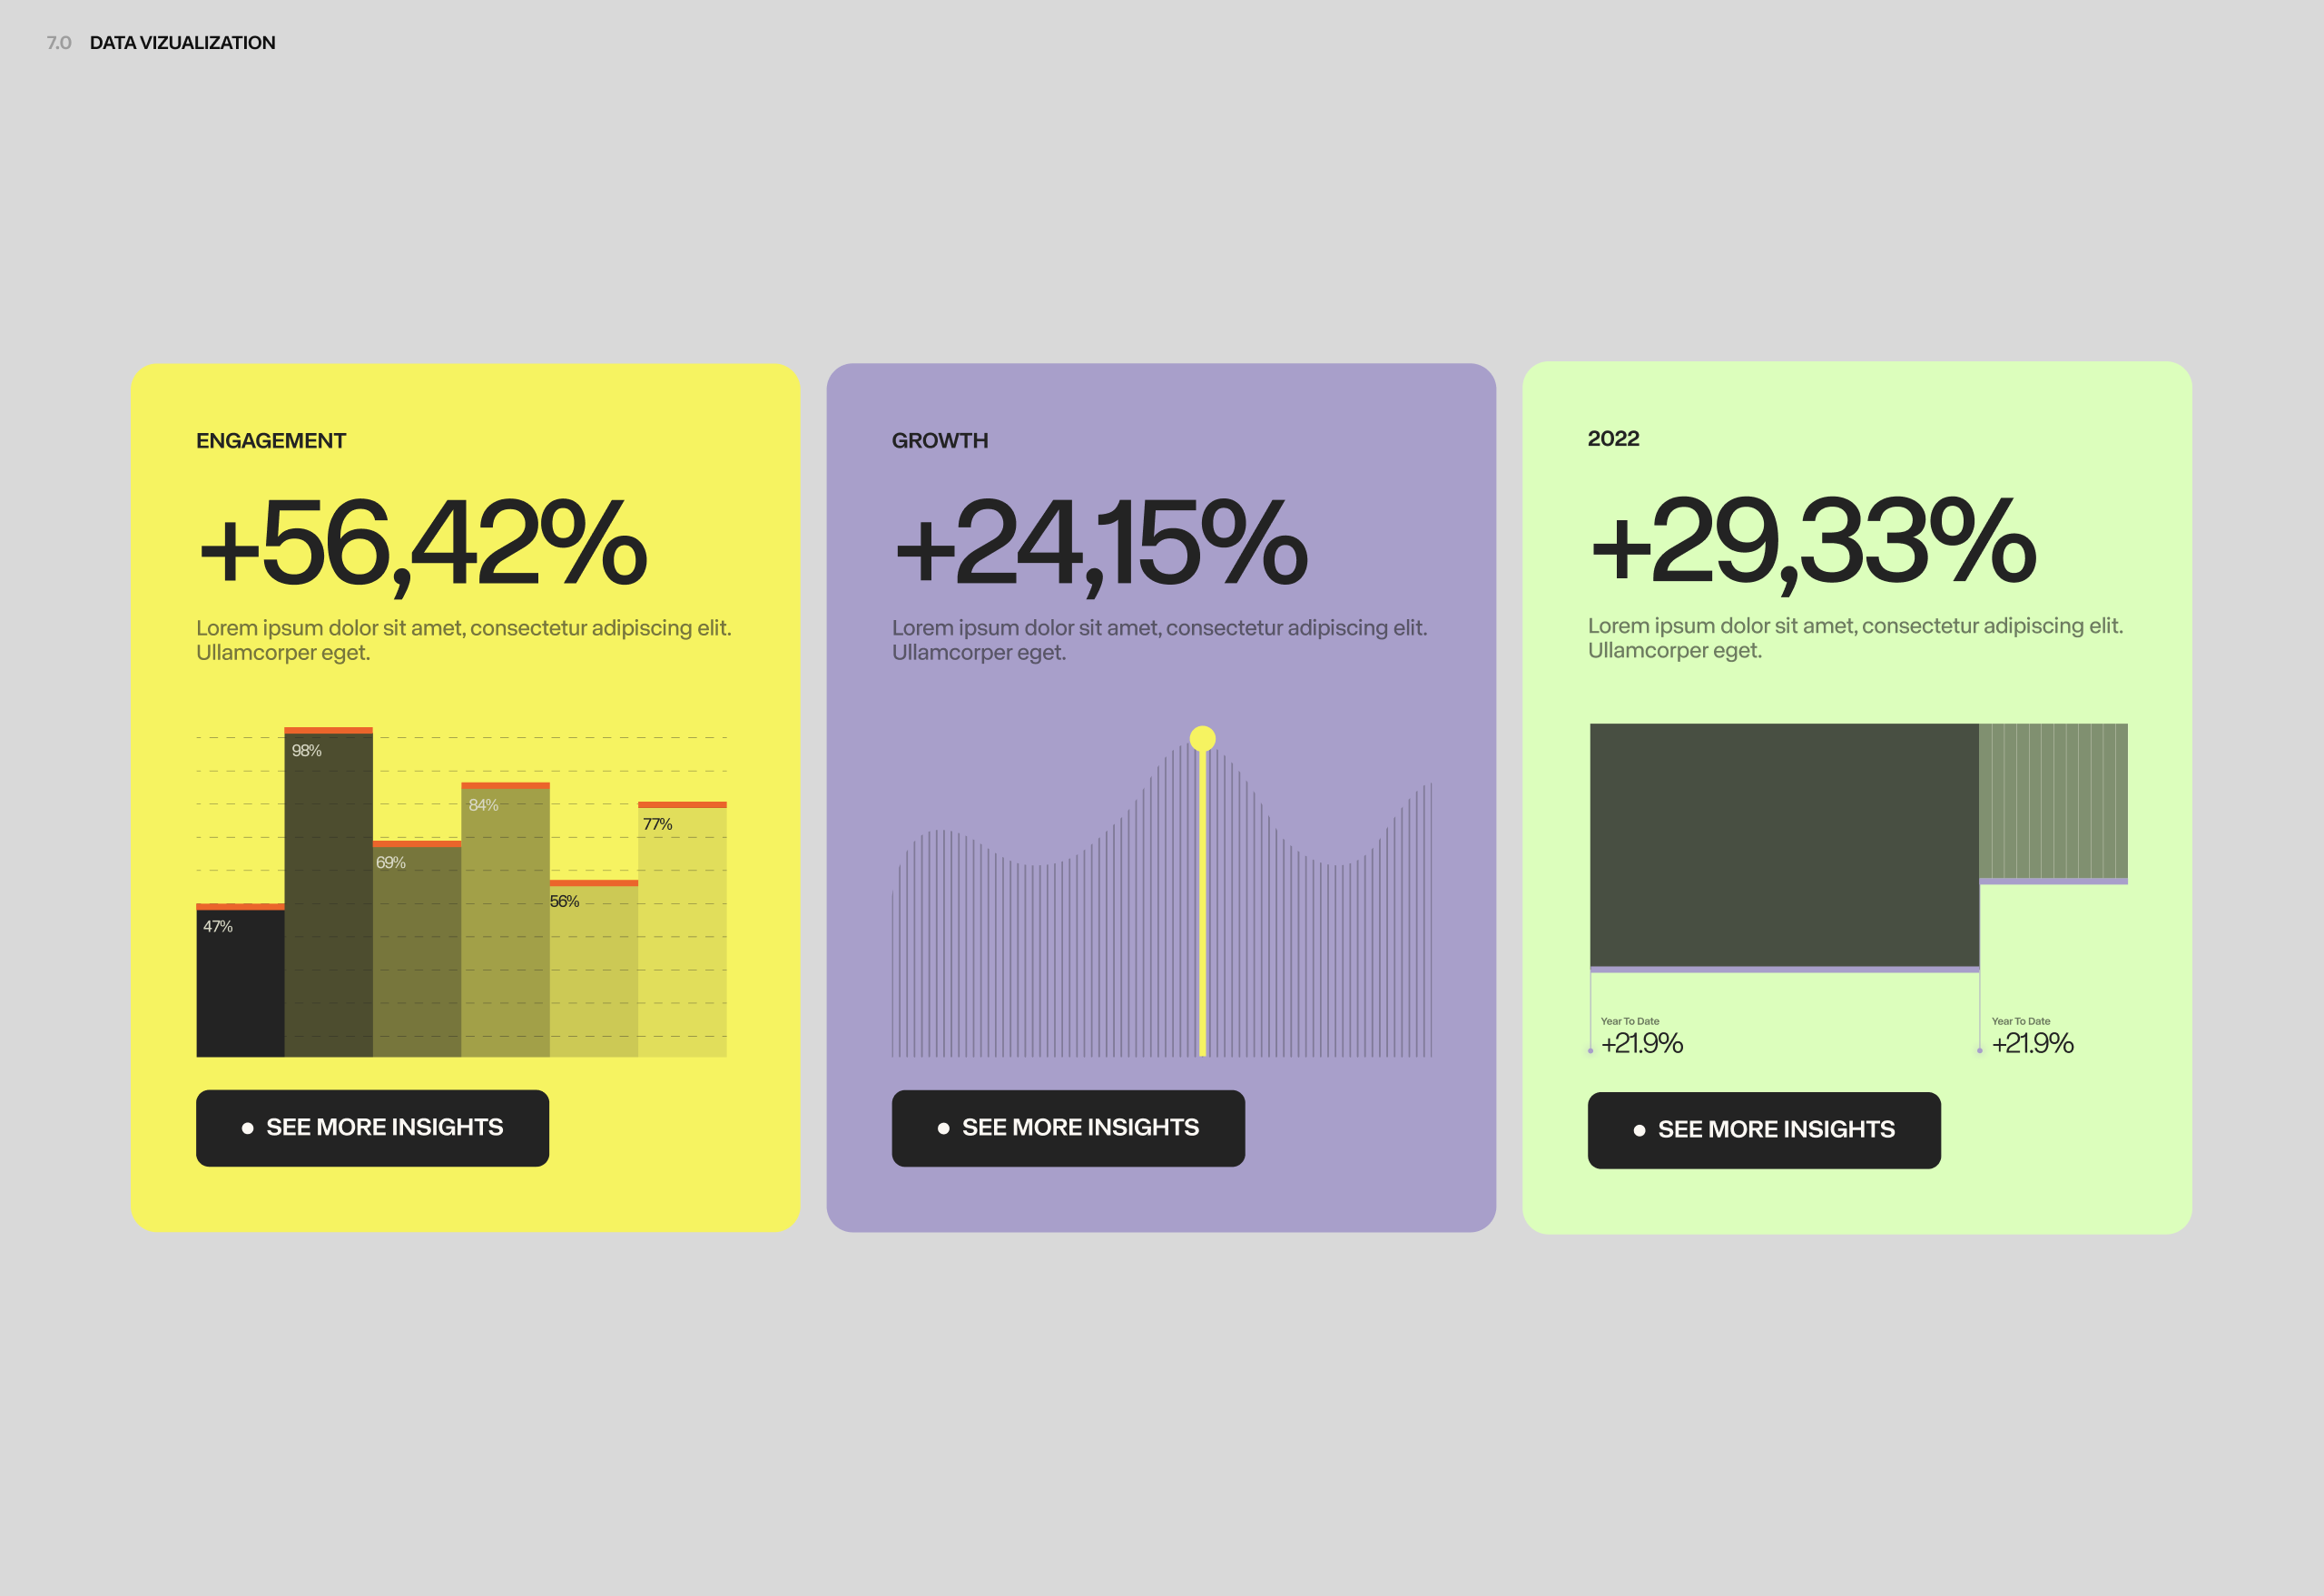 7.0 DATA VIZUALIZATION
ENGAGEMENT
+56,42%
Lorem ipsum dolor sit amet, consectetur adipiscing elit.
Ullamcorper eget.
98%
84%
77%
69%
56%
47%
SEE MORE INSIGHTS
GROWTH
+24,15%
Lorem ipsum dolor sit amet, consectetur adipiscing elit.
Ullamcorper eget.
SEE MORE INSIGHTS
2022
+29,33%
Lorem ipsum dolor sit amet, consectetur adipiscing elit.
Ullamcorper eget.
Year To Date
+21.9%
Year To Date
+21.9%
SEE MORE INSIGHTS